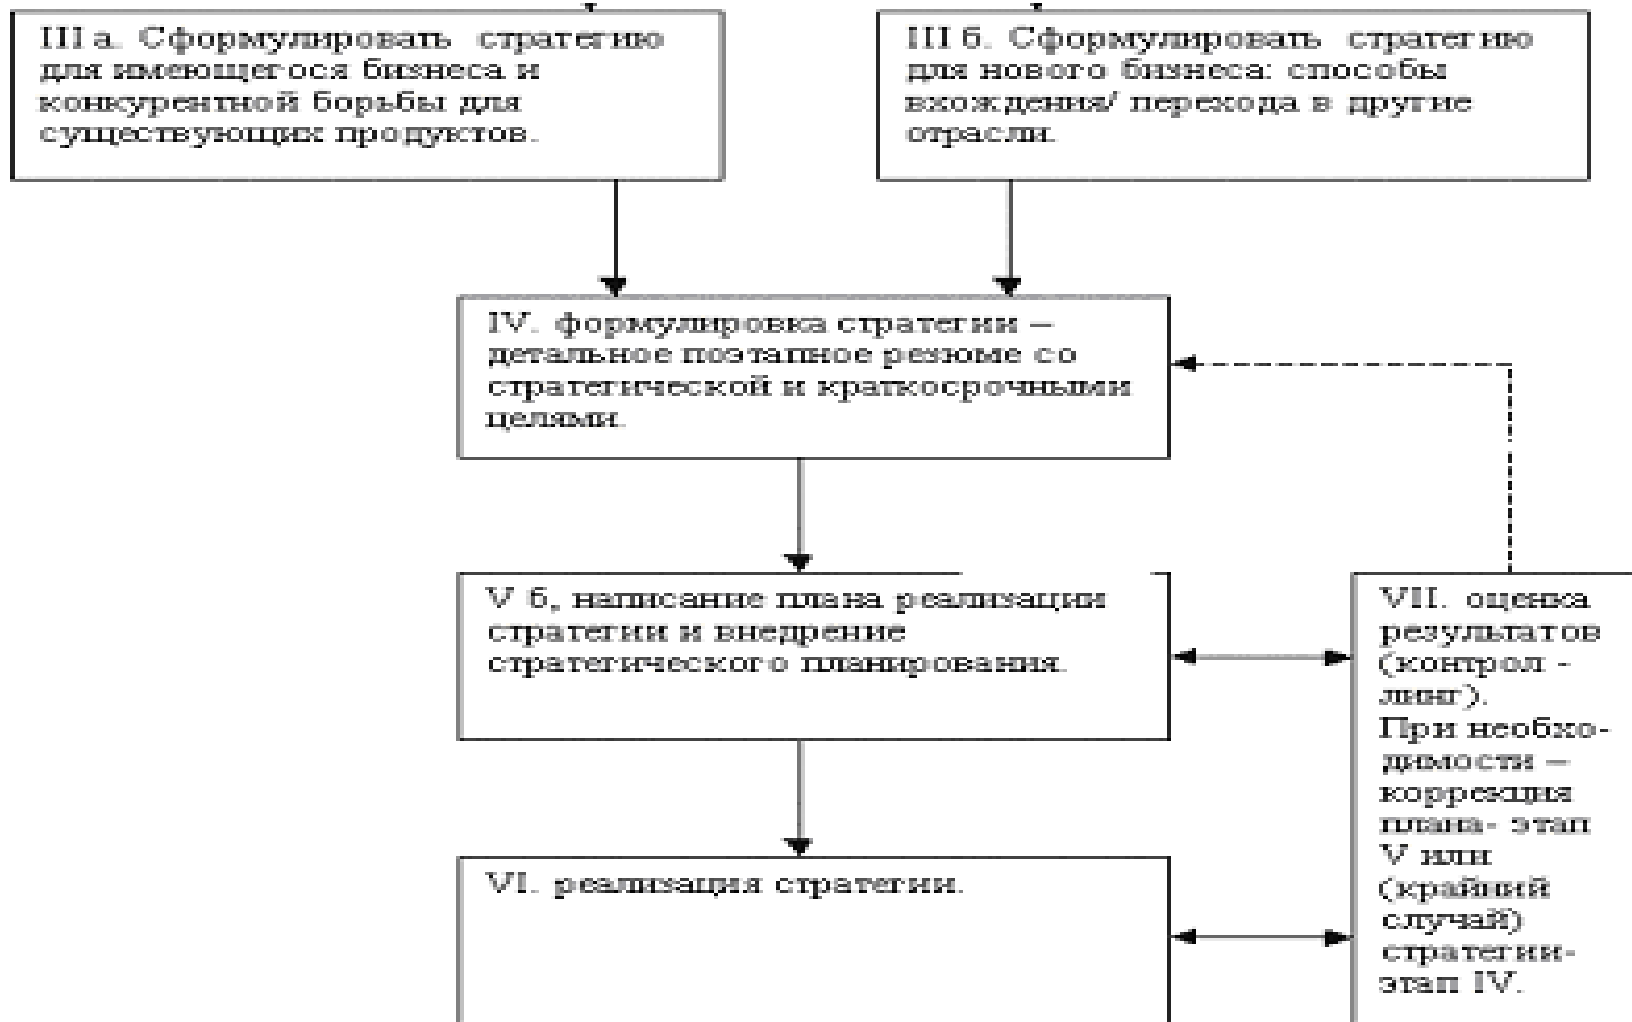 III а. Сформулировать стратегию
для имеющегося бизнеса и
конкурентной борьбы для
существующих продуктов.
III б. Сформулировать стратегию
для нового бизнеса: способы
вхождения/ перехода в другие
отрасли.
IV. формулировка стратегии –
детальное поэтапное резюме со
стратегической и краткосрочными
целями.
V б, написание плана реализации
стратегии и внедрение
стратегического планирования.
VII. оценка
результатов
(контрол -
линг).
При необхо-
димости –
коррекция
плана- этап
V или
(крайний
случай)
стратегии-
этап IV.
VI. реализация стратегии.